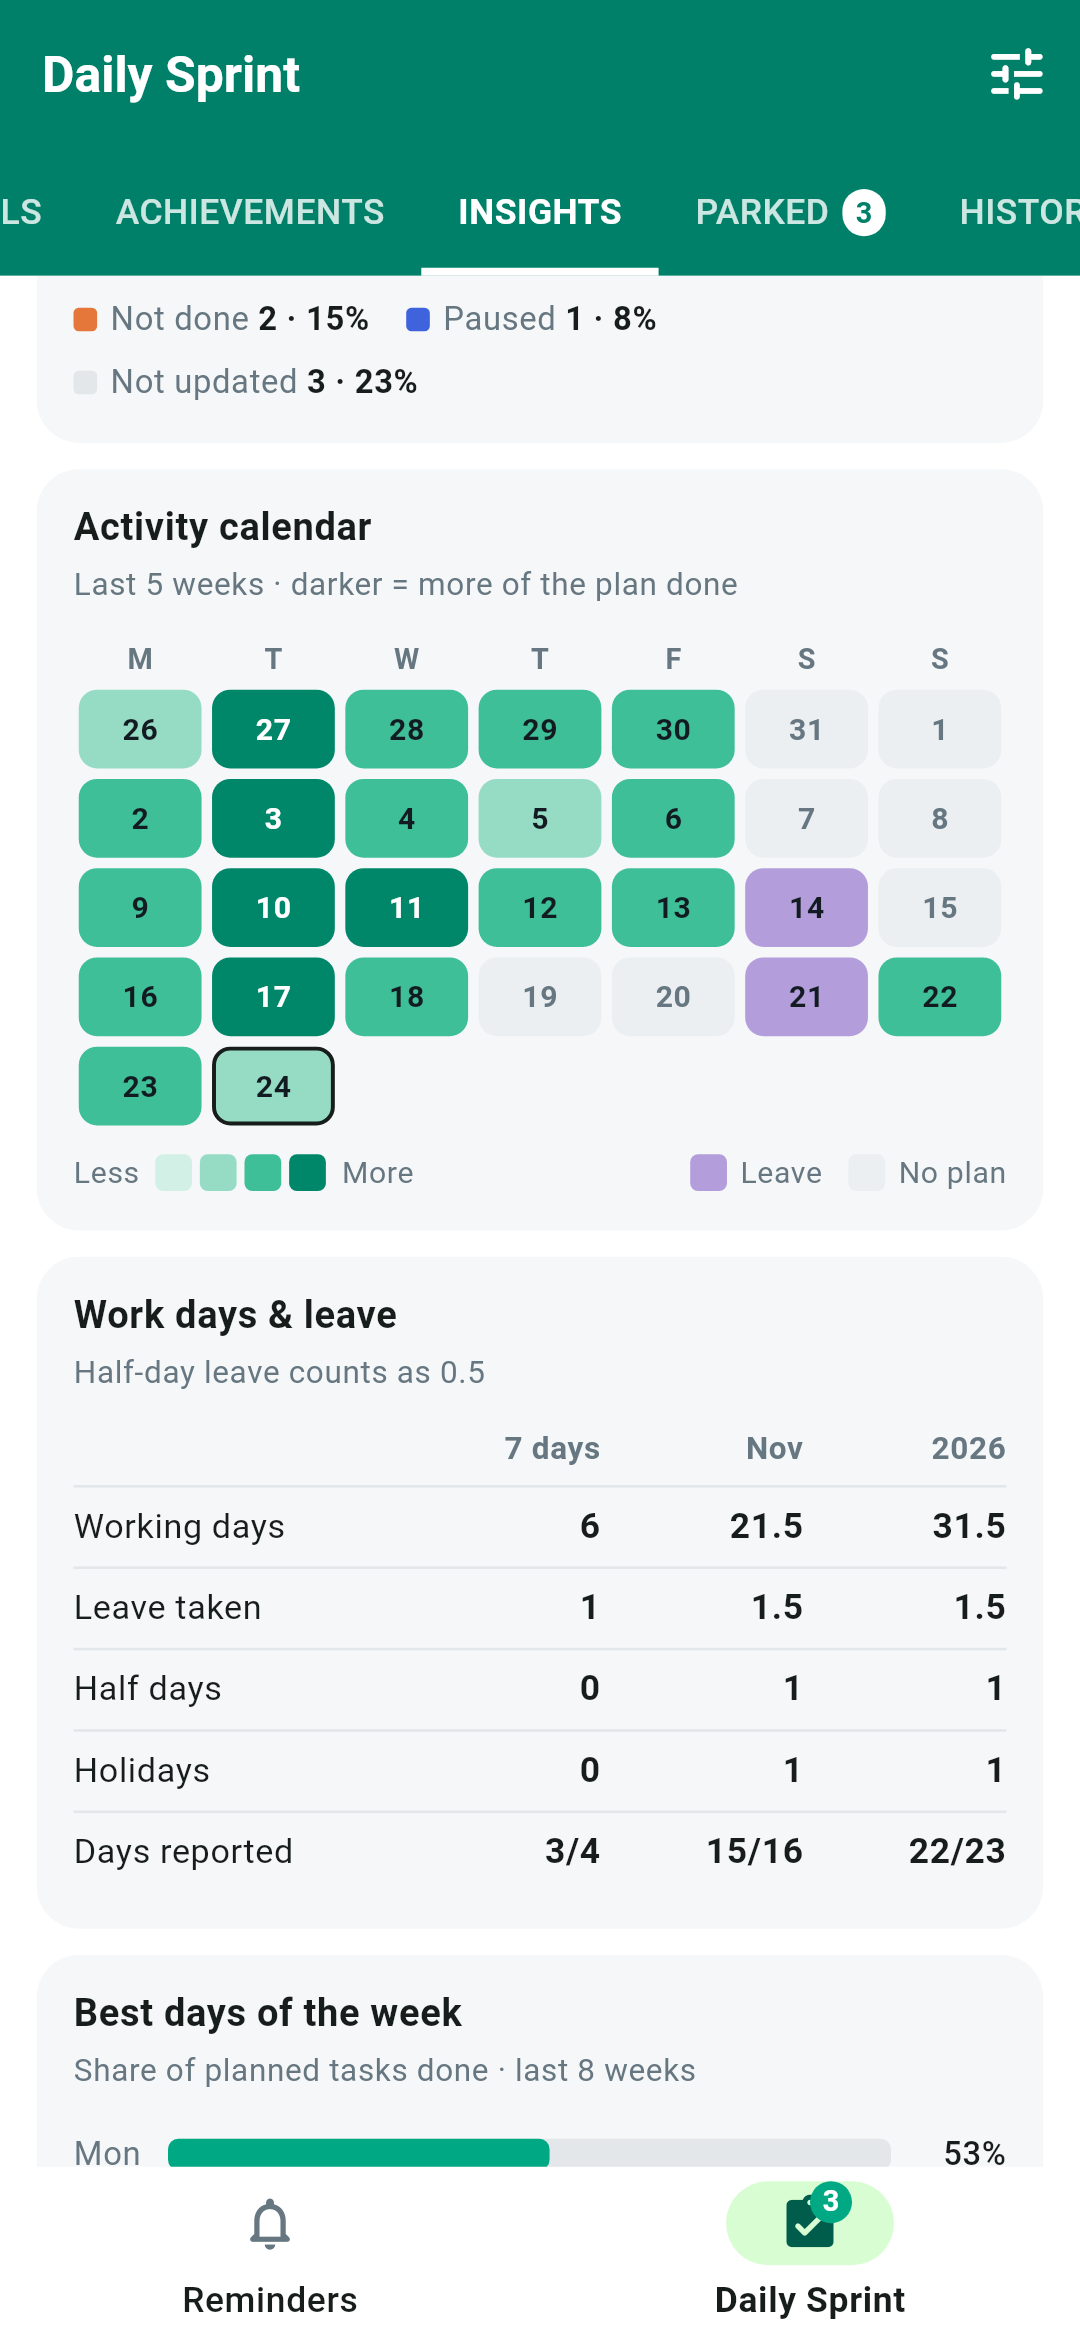 Daily Sprint
LS ACHIEVEMENTS INSIGHTS PARKED 3 HISTOR
Not done 2 · 15% Paused 1 · 8%
Not updated 3 · 23%
Activity calendar
Last 5 weeks · darker = more of the plan done
M T W T F S S
26 27 28 29 30 31 1
2 3 4 5 6 7 8
9 10 11 12 13 14 15
16 17 18 19 20 21 22
23 24
Less More Leave No plan
Work days & leave
Half-day leave counts as 0.5
7 days Nov 2026
Working days 6 21.5 31.5
Leave taken 1 1.5 1.5
Half days 0 1 1
Holidays 0 1 1
Days reported 3/4 15/16 22/23
Best days of the week
Share of planned tasks done · last 8 weeks
Mon 53%
3
Reminders Daily Sprint